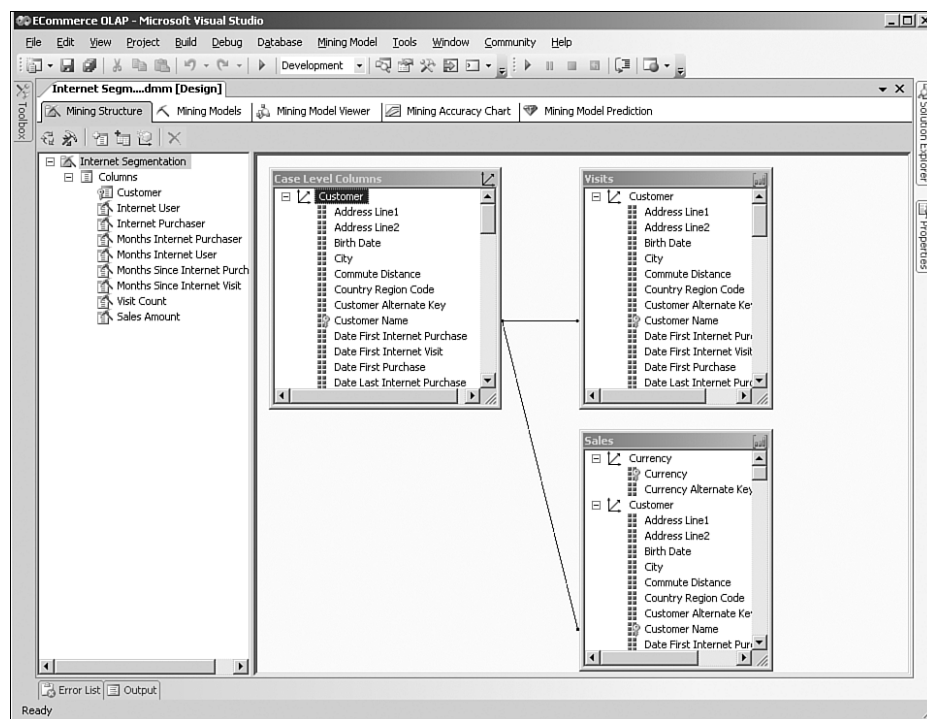 ECommerce OLAP - Microsoft Visual Studio
File Edit View Project Build Debug Database Mining Model Tools Window Community Help
Development
Internet Segm....dmm [Design]
Mining Structure Mining Models Mining Model Viewer Mining Accuracy Chart Mining Model Prediction
Toolbox
Solution Explorer
Properties
Internet Segmentation
Columns
Customer
Internet User
Internet Purchaser
Months Internet Purchaser
Months Internet User
Months Since Internet Purch
Months Since Internet Visit
Visit Count
Sales Amount
Case Level Columns
Customer
Address Line1
Address Line2
Birth Date
City
Commute Distance
Country Region Code
Customer Alternate Key
Customer Name
Date First Internet Purchase
Date First Internet Visit
Date First Purchase
Date Last Internet Purchase
Visits
Customer
Address Line1
Address Line2
Birth Date
City
Commute Distance
Country Region Code
Customer Alternate Key
Customer Name
Date First Internet Pur
Date First Internet Visit
Date First Purchase
Date Last Internet Purc
Sales
Currency
Currency
Currency Alternate Key
Customer
Address Line1
Address Line2
Birth Date
City
Commute Distance
Country Region Code
Customer Alternate Key
Customer Name
Date First Internet Pur
Error List Output
Ready